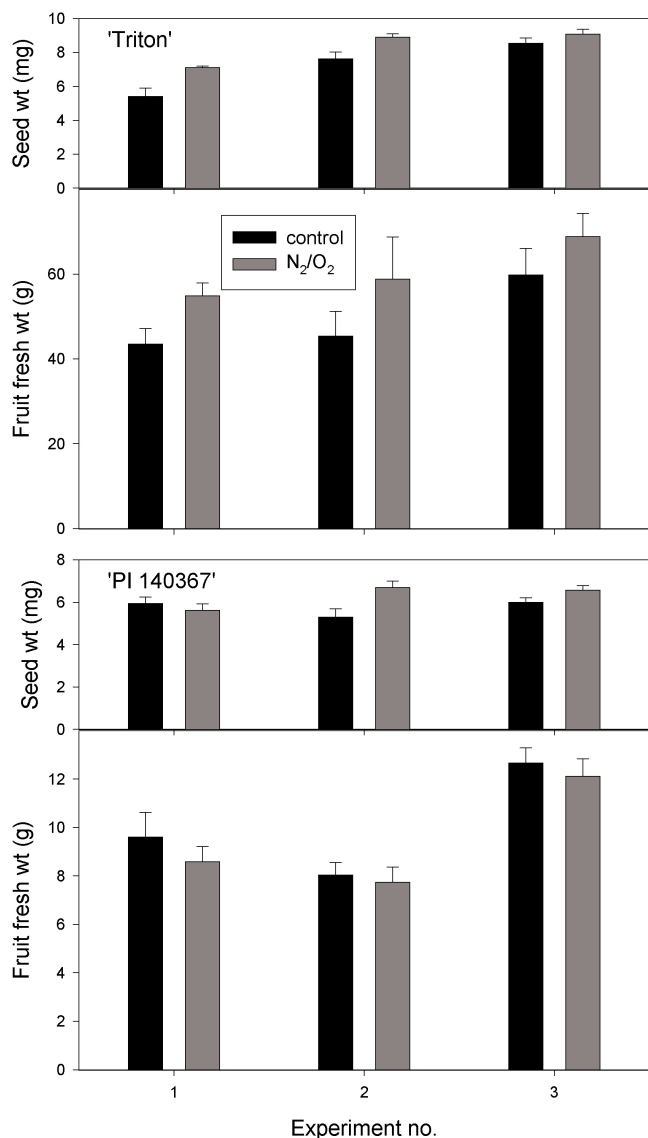 'Triton'
Seed wt (mg)
10
8
6
4
2
0
control
N₂/O₂
Fruit fresh wt (g)
60
40
20
0
'PI 140367'
Seed wt (mg)
8
6
4
2
0
Fruit fresh wt (g)
12
10
8
6
4
2
0
1
2
3
Experiment no.